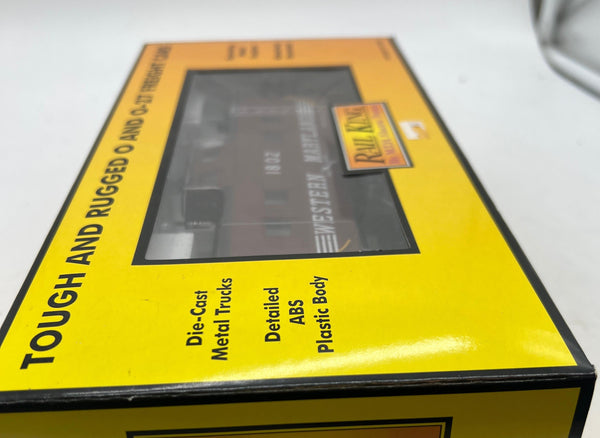 TOUGH AND RUGGED O AND O-27 FREIGHT CARS
RAIL KING
WESTERN MARYLAND
1802
Die-Cast
Metal Trucks
Detailed
ABS
Plastic Body